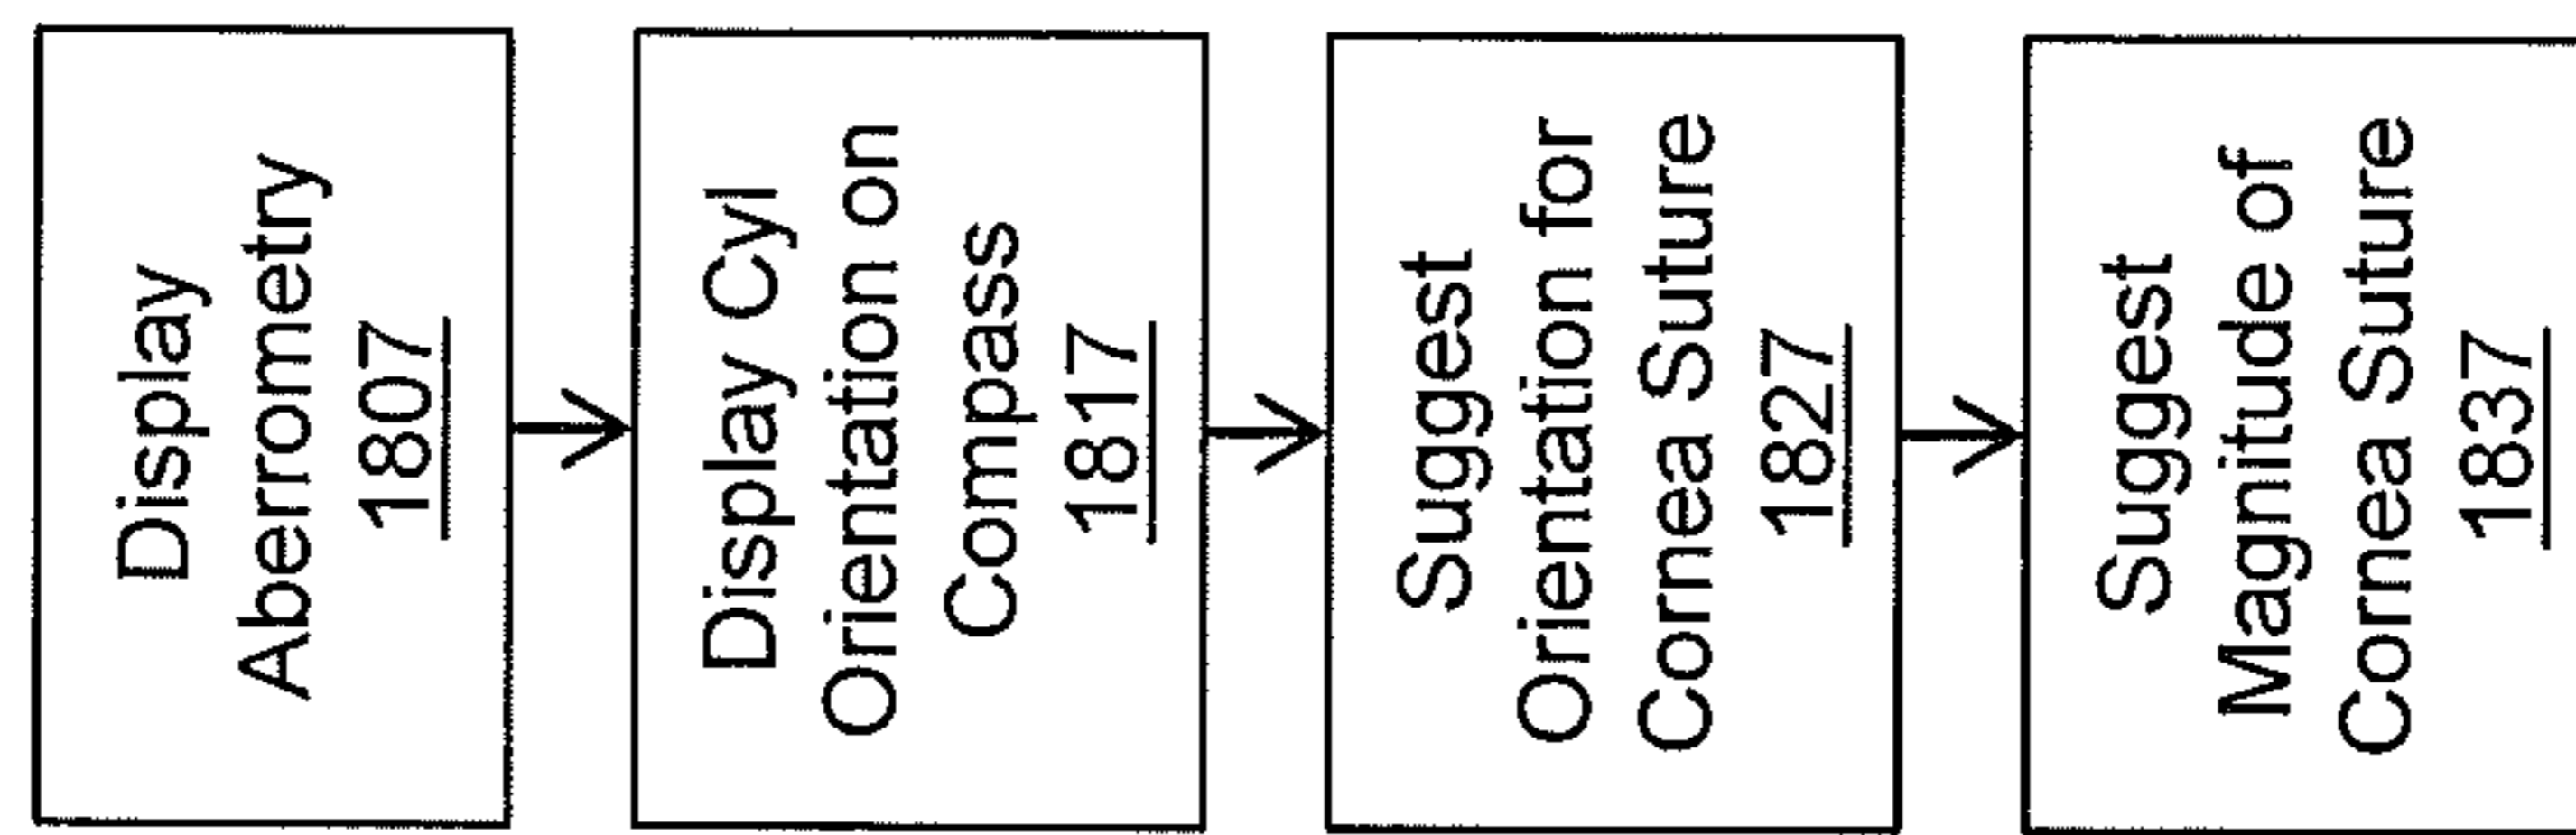 Display
Aberrometry
1807
Display Cyl
Orientation on
Compass
1817
Suggest
Orientation for
Cornea Suture
1827
Suggest
Magnitude of
Cornea Suture
1837